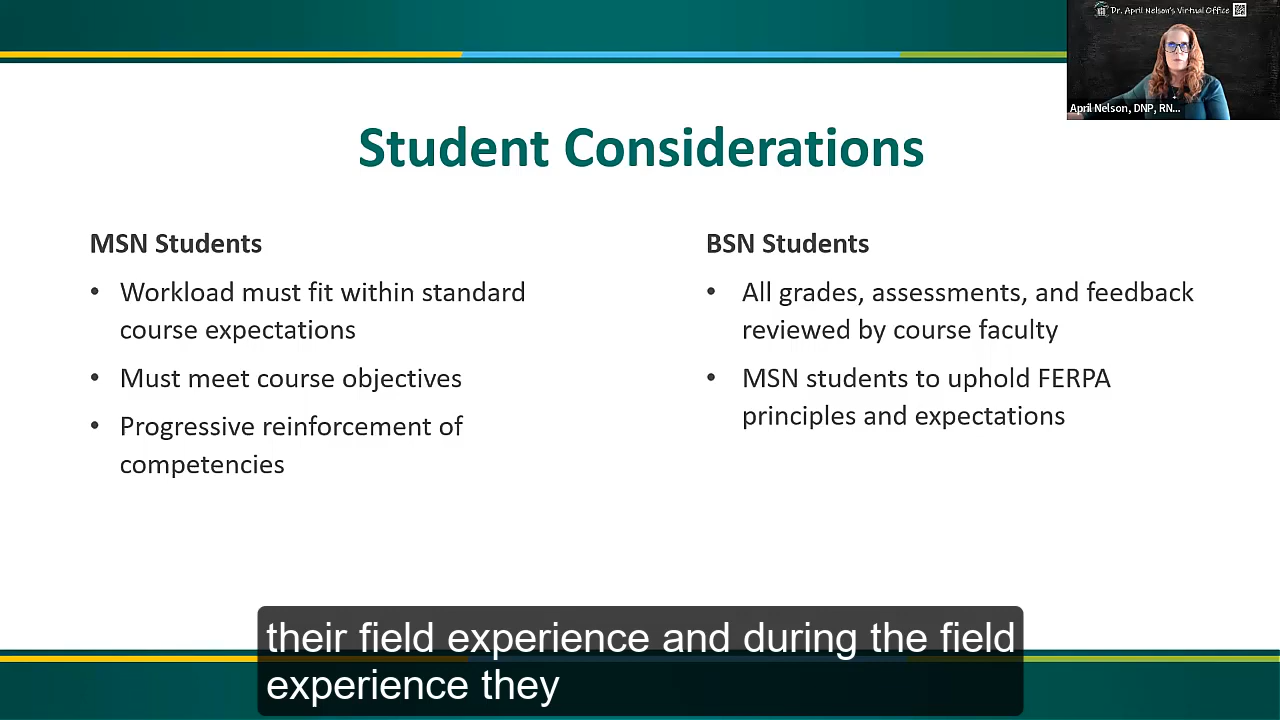 Dr. April Nelson's Virtual Office
April Nelson, DNP, RN...
Student Considerations
MSN Students
• Workload must fit within standard
course expectations
• Must meet course objectives
• Progressive reinforcement of
competencies
BSN Students
• All grades, assessments, and feedback
reviewed by course faculty
• MSN students to uphold FERPA
principles and expectations
their field experience and during the field
experience they